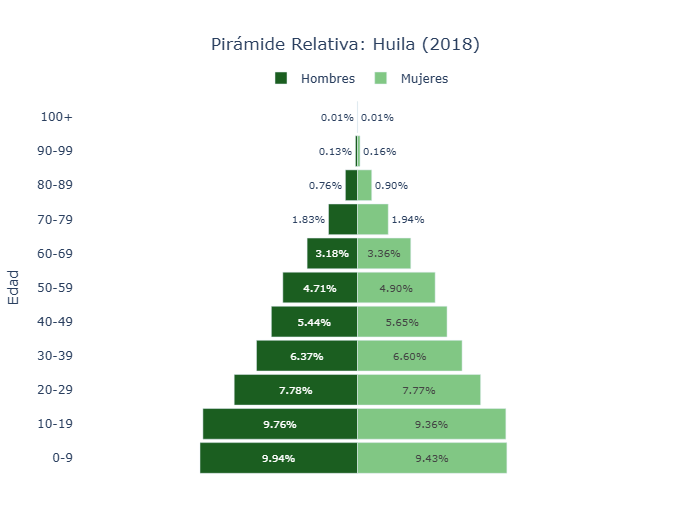 Pirámide Relativa: Huila (2018)
Hombres Mujeres
100+ 0.01% 0.01%
90-99 0.13% 0.16%
80-89 0.76% 0.90%
70-79 1.83% 1.94%
60-69 3.18% 3.36%
50-59 4.71% 4.90%
40-49 5.44% 5.65%
30-39 6.37% 6.60%
20-29 7.78% 7.77%
10-19 9.76% 9.36%
0-9 9.94% 9.43%
Edad